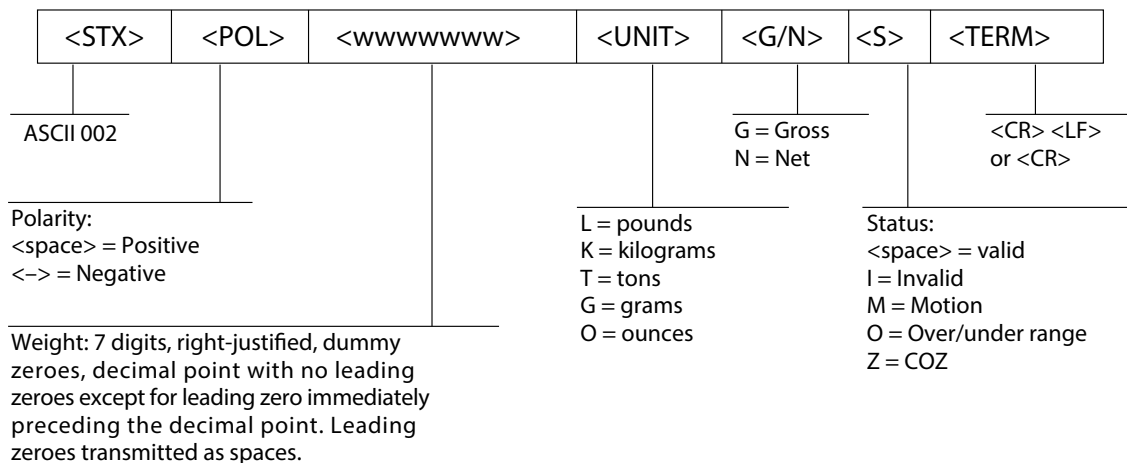 <STX> <POL> <wwwwwww> <UNIT> <G/N> <S> <TERM>
ASCII 002
G = Gross
N = Net
<CR> <LF>
or <CR>
Polarity:
<space> = Positive
<–> = Negative
L = pounds
K = kilograms
T = tons
G = grams
O = ounces
Status:
<space> = valid
I = Invalid
M = Motion
O = Over/under range
Z = COZ
Weight: 7 digits, right-justified, dummy
zeroes, decimal point with no leading
zeroes except for leading zero immediately
preceding the decimal point. Leading
zeroes transmitted as spaces.